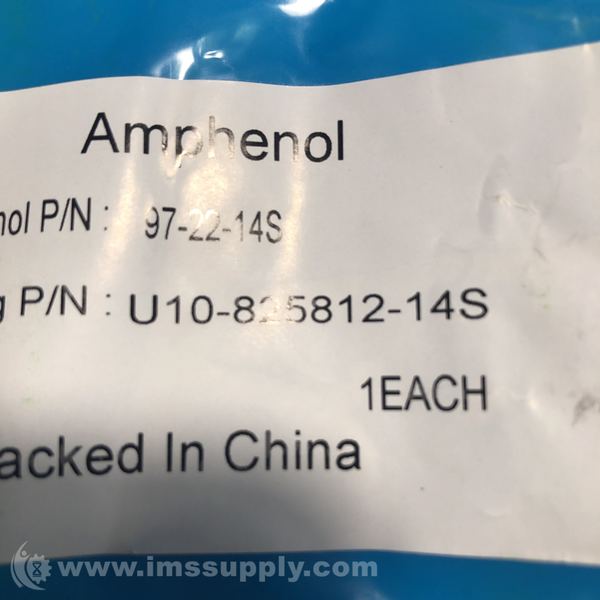 Amphenol
nol P/N : 97-22-14S
g P/N : U10-825812-14S
1EACH
acked In China
www.imssupply.com